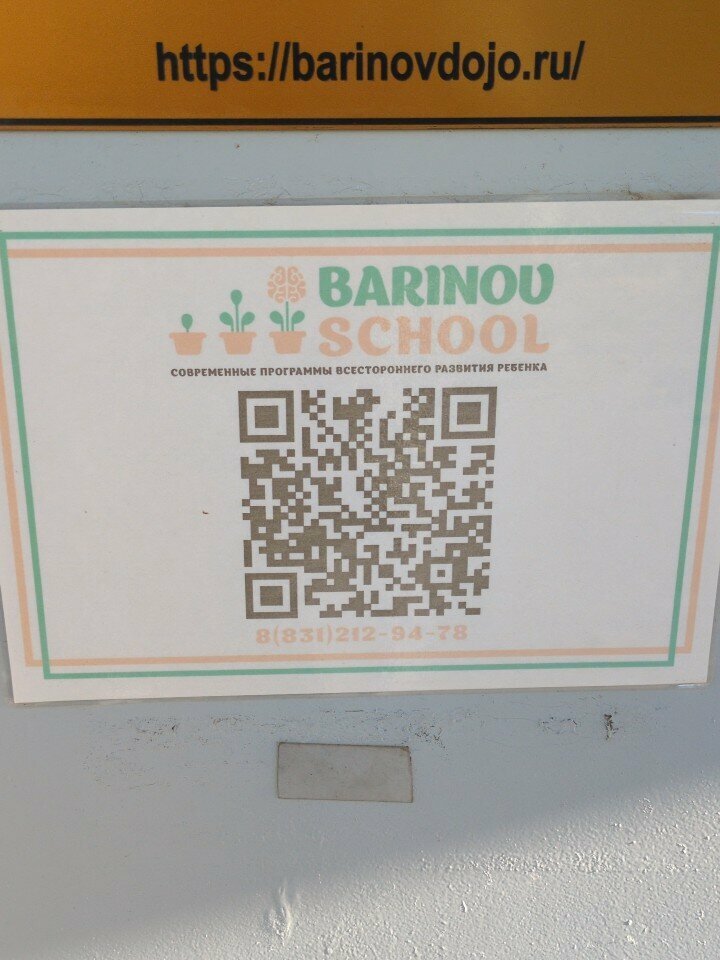 https://barinovdojo.ru/
BARINOV
SCHOOL
СОВРЕМЕННЫЕ ПРОГРАММЫ ВСЕСТОРОННЕГО РАЗВИТИЯ РЕБЕНКА
8(831)212-94-78